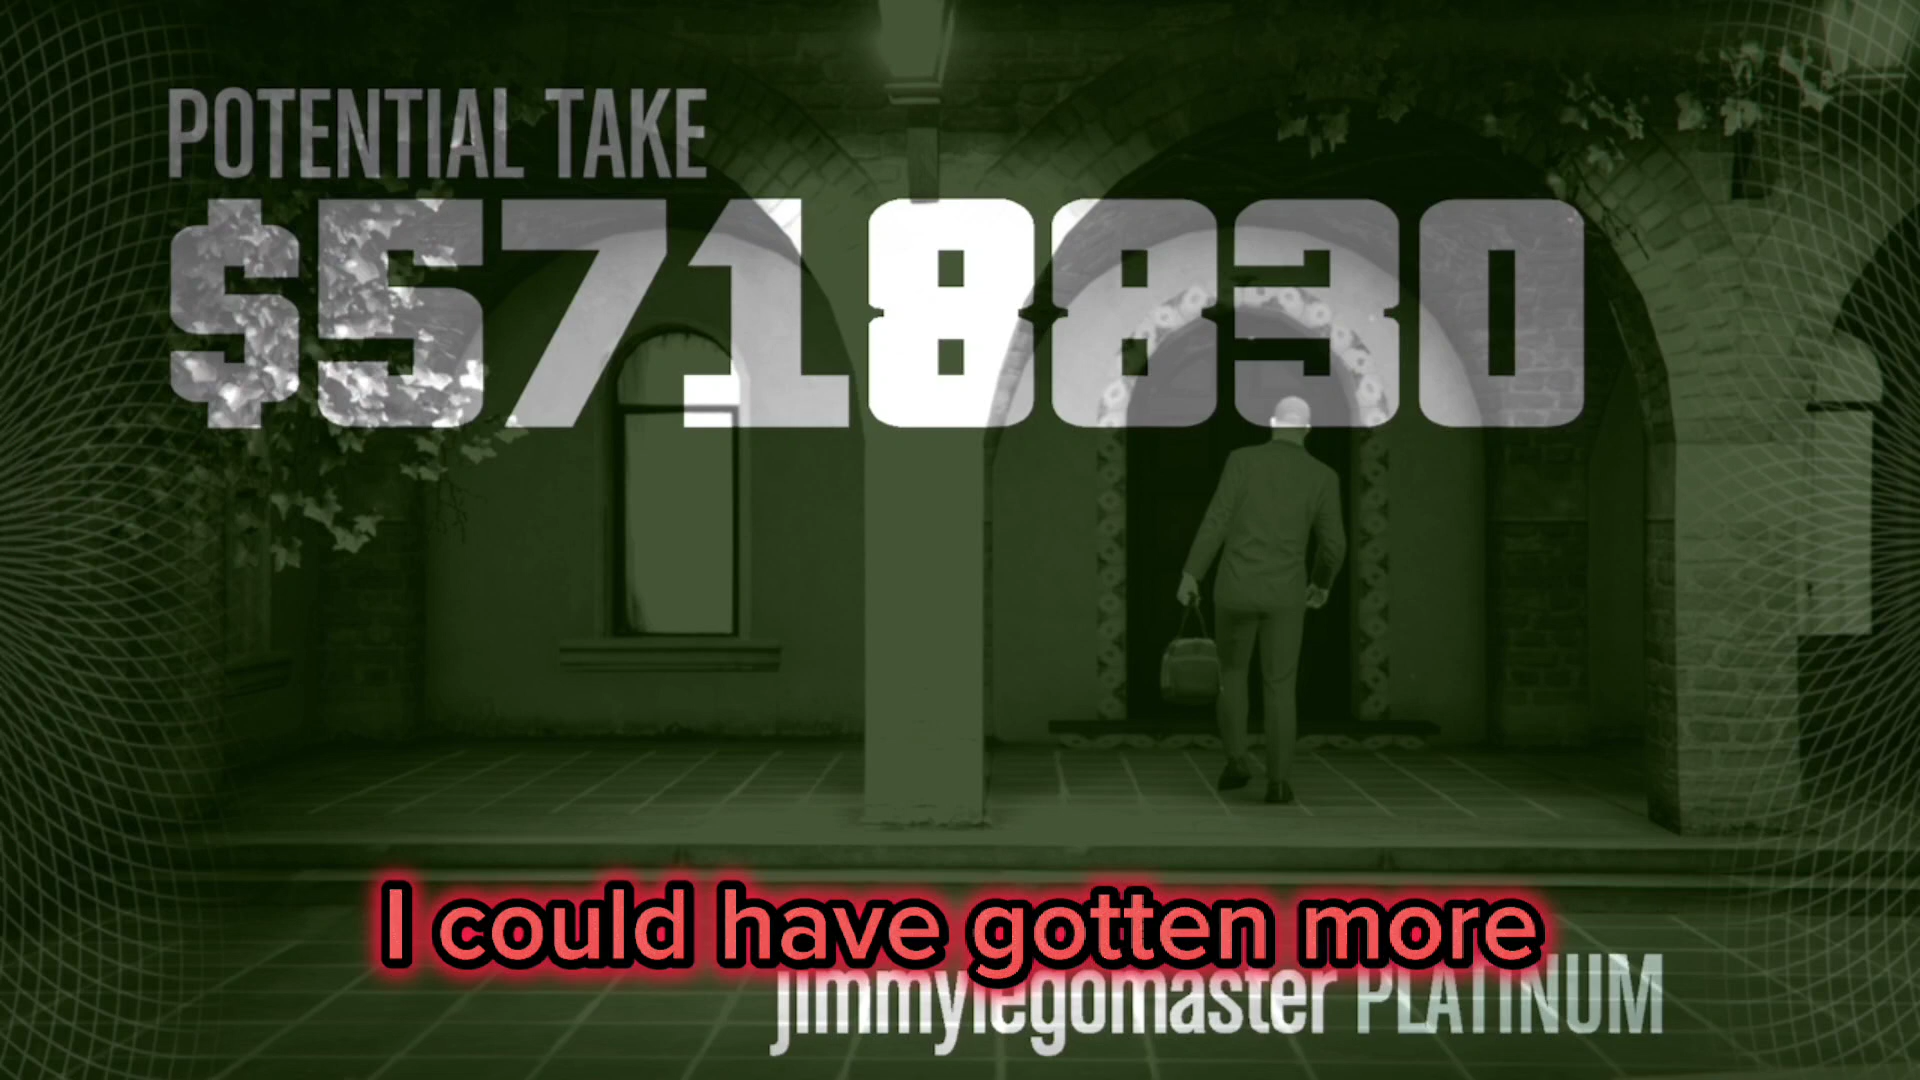 POTENTIAL TAKE
$5718830
I could have gotten more
jimmylegomaster PLATINUM